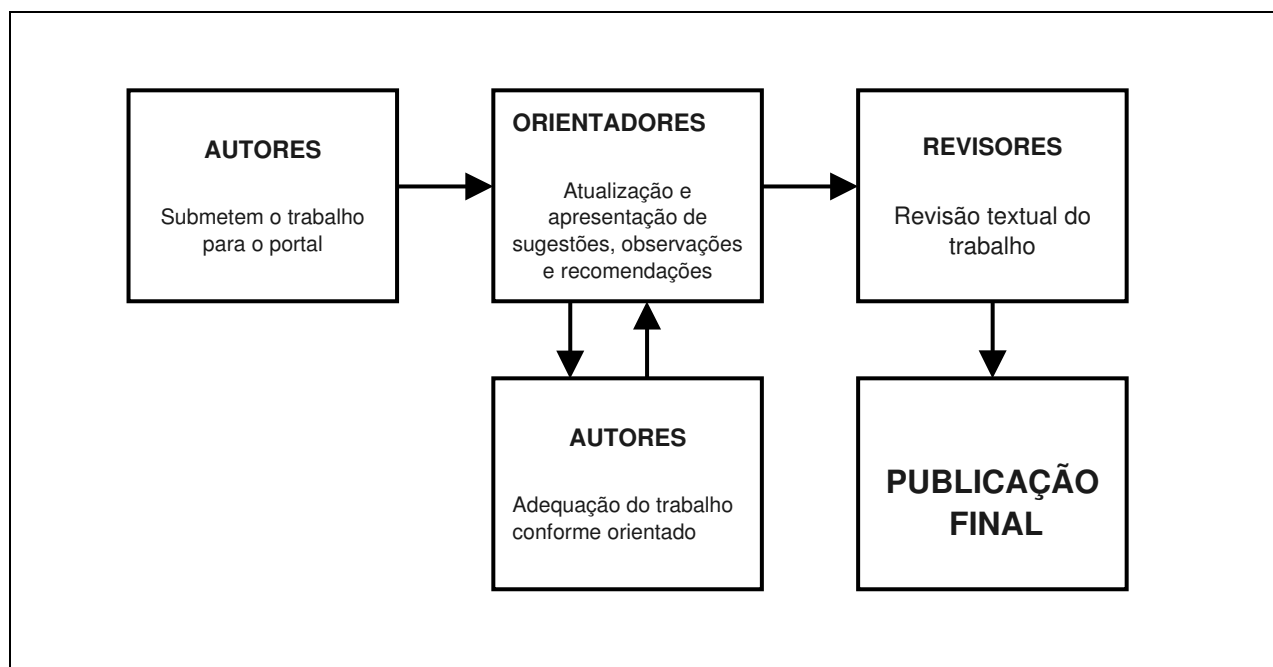 AUTORES
Submetem o trabalho
para o portal
ORIENTADORES
Atualização e
apresentação de
sugestões, observações
e recomendações
REVISORES
Revisão textual do
trabalho
AUTORES
Adequação do trabalho
conforme orientado
PUBLICAÇÃO
FINAL